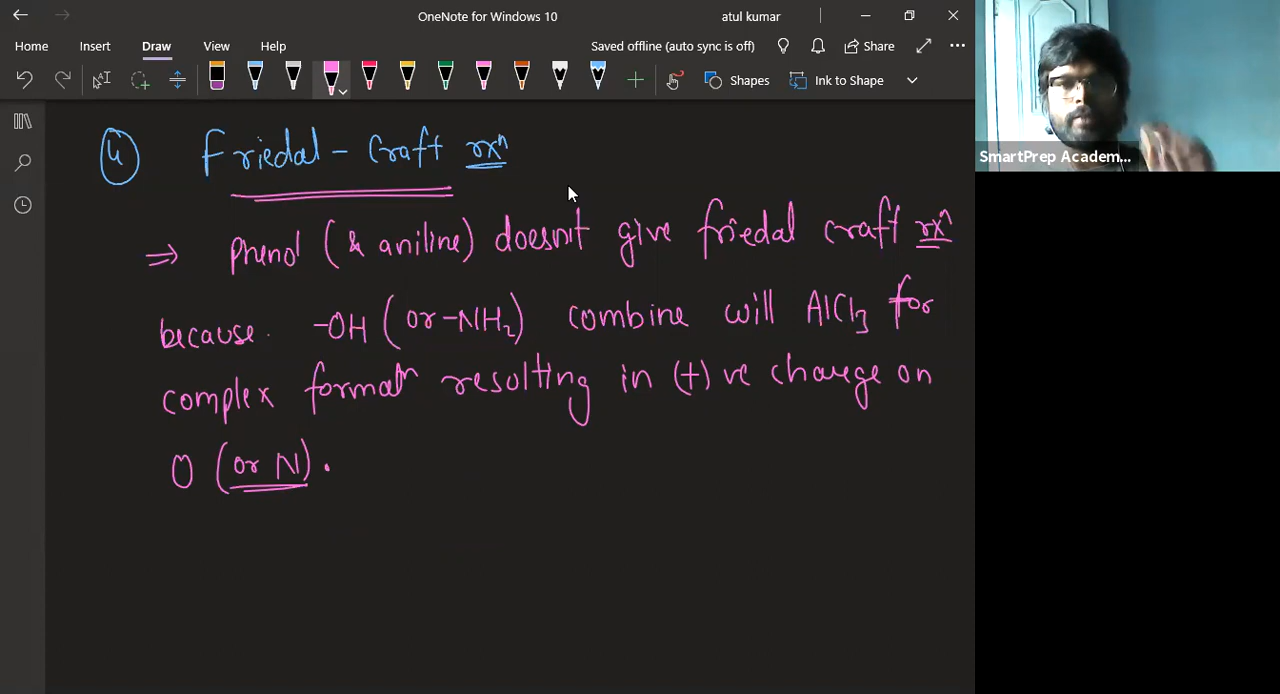 OneNote for Windows 10
atul kumar
Home Insert Draw View Help
Saved offline (auto sync is off)
Share
Shapes
Ink to Shape
SmartPrep Academ...
4 Friedal - Craft rxⁿ
⇒ phenol (& aniline) doesn't give friedal craft rxⁿ
because. -OH (or -NH₂) combine will AlCl₃ for
complex formatⁿ resulting in (+) ve charge on
O (or N).